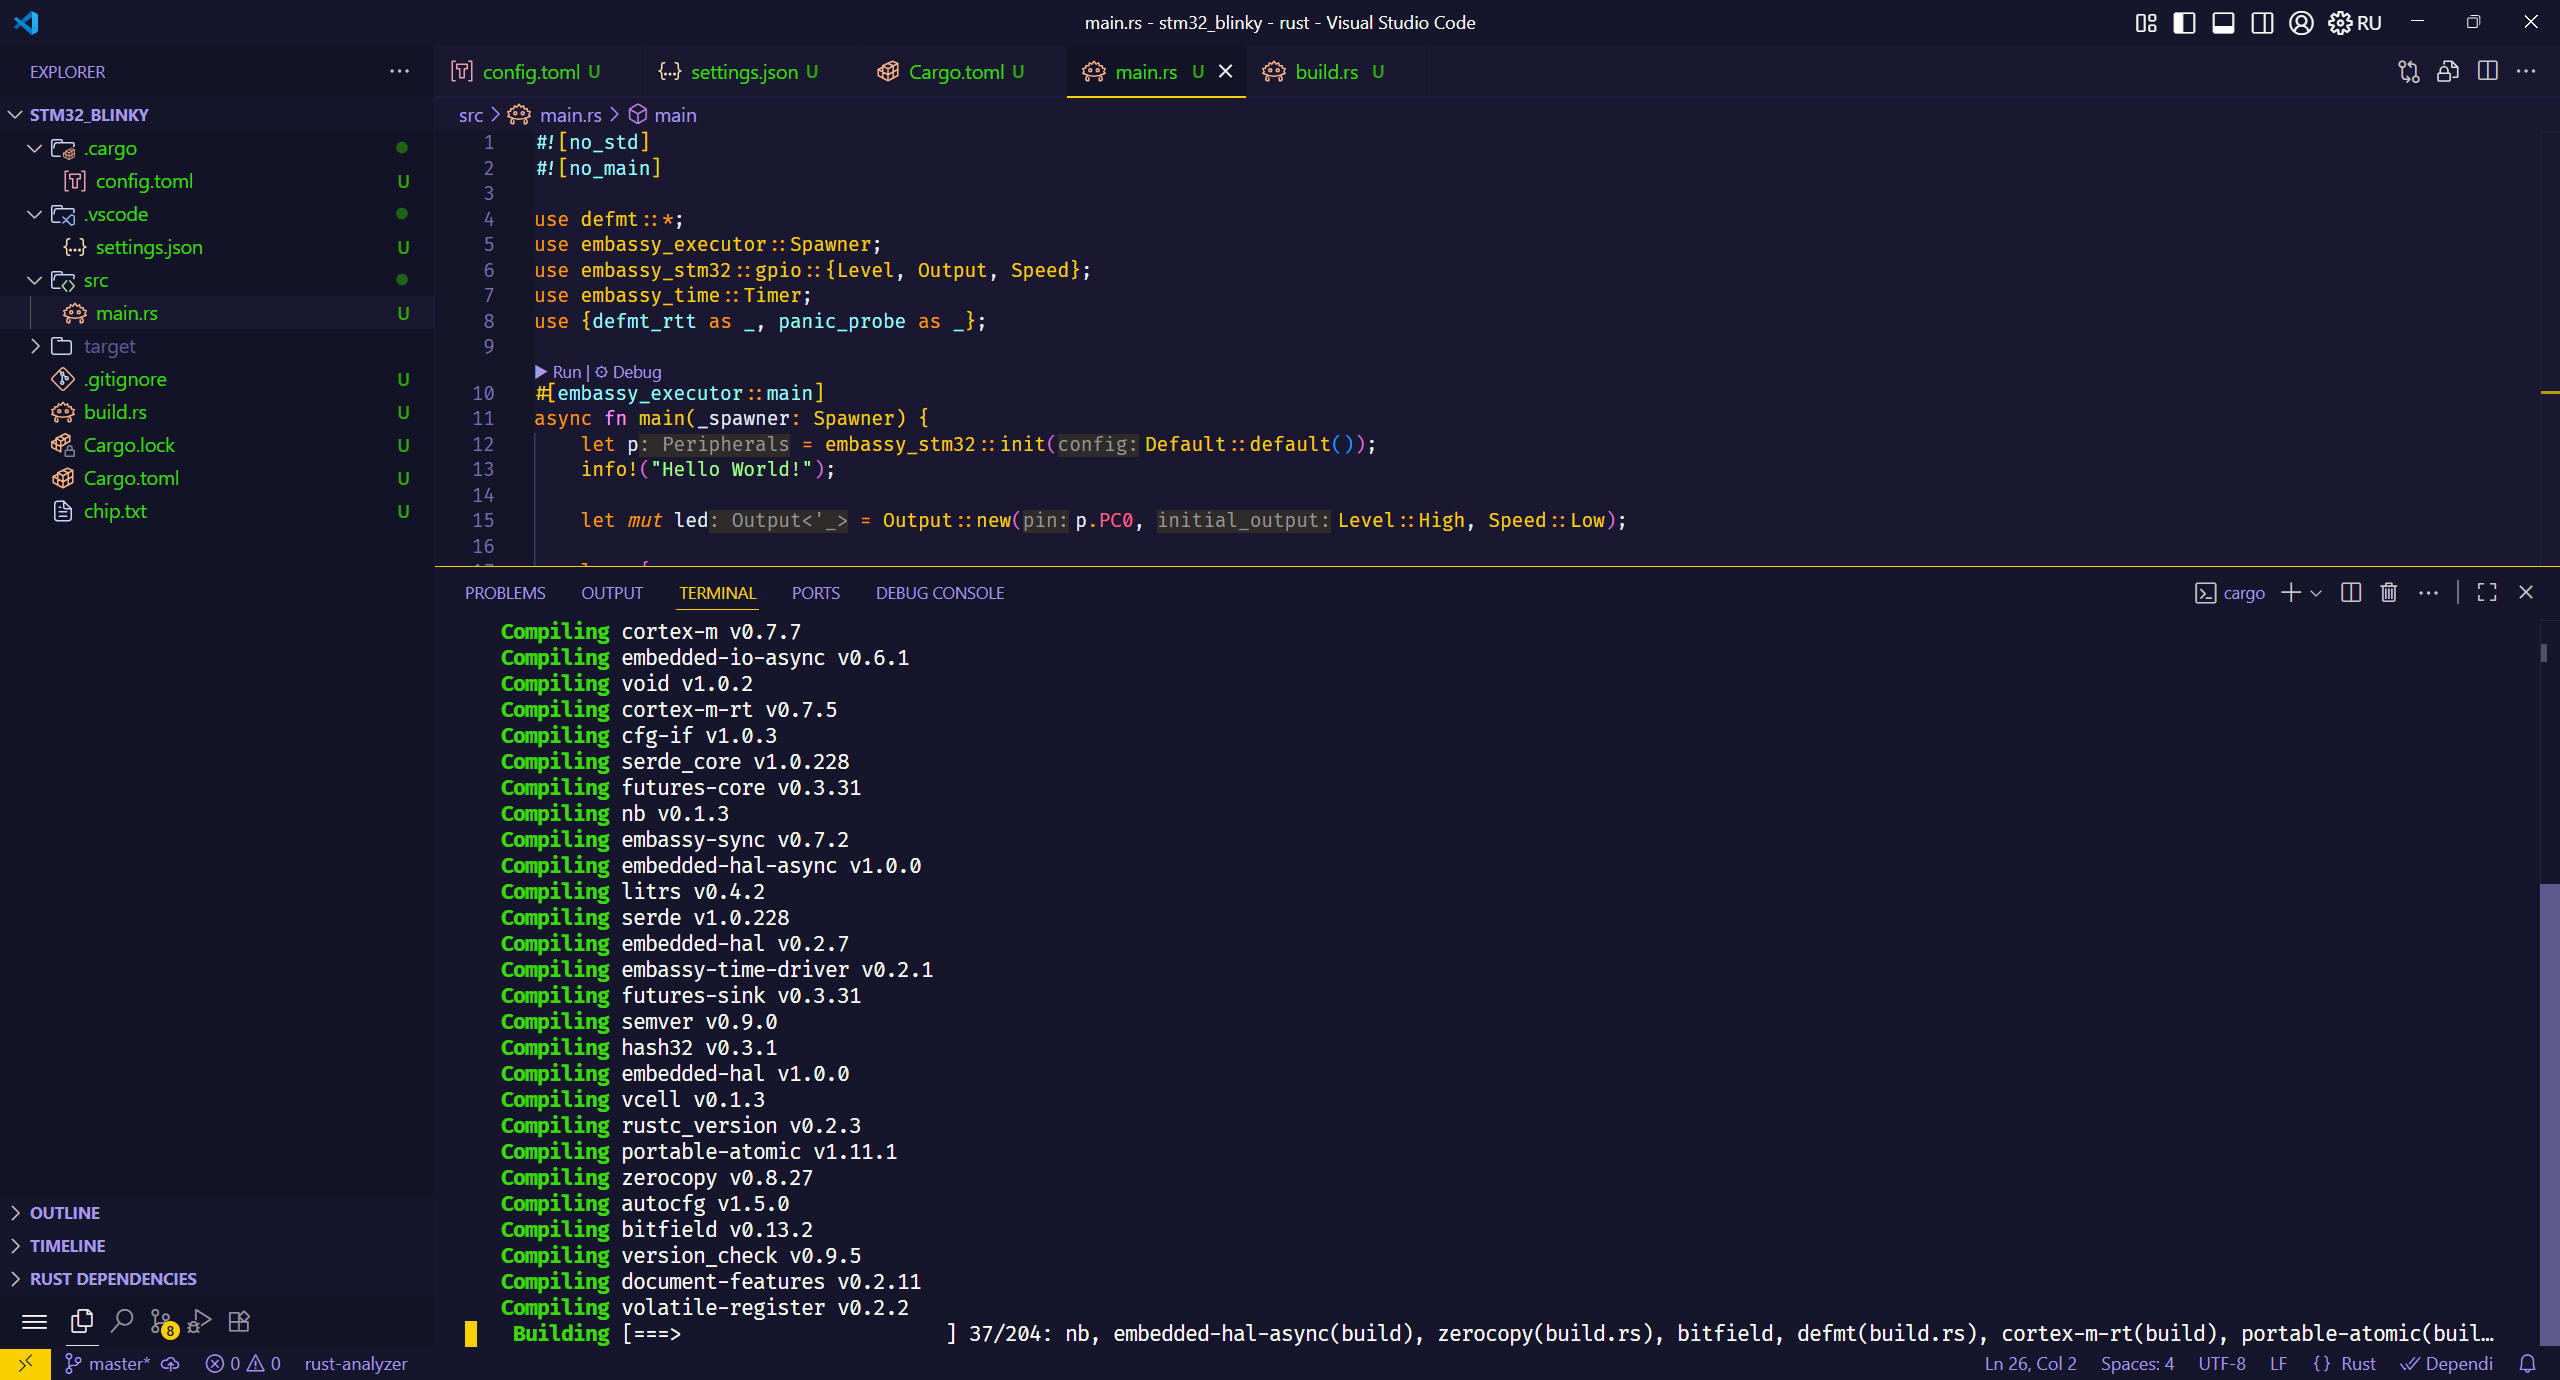 main.rs - stm32_blinky - rust - Visual Studio Code
RU
EXPLORER
STM32_BLINKY
.cargo
config.toml U
.vscode
settings.json U
src
main.rs U
target
.gitignore U
build.rs U
Cargo.lock U
Cargo.toml U
chip.txt U
OUTLINE
TIMELINE
RUST DEPENDENCIES
8
config.toml U
settings.json U
Cargo.toml U
main.rs U
build.rs U
src > main.rs > main
1 #![no_std]
2 #![no_main]
3
4 use defmt::*;
5 use embassy_executor::Spawner;
6 use embassy_stm32::gpio::{Level, Output, Speed};
7 use embassy_time::Timer;
8 use {defmt_rtt as _, panic_probe as _};
9
Run | Debug
10 #[embassy_executor::main]
11 async fn main(_spawner: Spawner) {
12 let p: Peripherals = embassy_stm32::init(config: Default::default());
13 info!("Hello World!");
14
15 let mut led: Output<'_> = Output::new(pin: p.PC0, initial_output: Level::High, Speed::Low);
16
PROBLEMS OUTPUT TERMINAL PORTS DEBUG CONSOLE
cargo
Compiling cortex-m v0.7.7
Compiling embedded-io-async v0.6.1
Compiling void v1.0.2
Compiling cortex-m-rt v0.7.5
Compiling cfg-if v1.0.3
Compiling serde_core v1.0.228
Compiling futures-core v0.3.31
Compiling nb v0.1.3
Compiling embassy-sync v0.7.2
Compiling embedded-hal-async v1.0.0
Compiling litrs v0.4.2
Compiling serde v1.0.228
Compiling embedded-hal v0.2.7
Compiling embassy-time-driver v0.2.1
Compiling futures-sink v0.3.31
Compiling semver v0.9.0
Compiling hash32 v0.3.1
Compiling embedded-hal v1.0.0
Compiling vcell v0.1.3
Compiling rustc_version v0.2.3
Compiling portable-atomic v1.11.1
Compiling zerocopy v0.8.27
Compiling autocfg v1.5.0
Compiling bitfield v0.13.2
Compiling version_check v0.9.5
Compiling document-features v0.2.11
Compiling volatile-register v0.2.2
Building [===> ] 37/204: nb, embedded-hal-async(build), zerocopy(build.rs), bitfield, defmt(build.rs), cortex-m-rt(build), portable-atomic(buil…
master* 0 0 rust-analyzer
Ln 26, Col 2 Spaces: 4 UTF-8 LF {} Rust Dependi